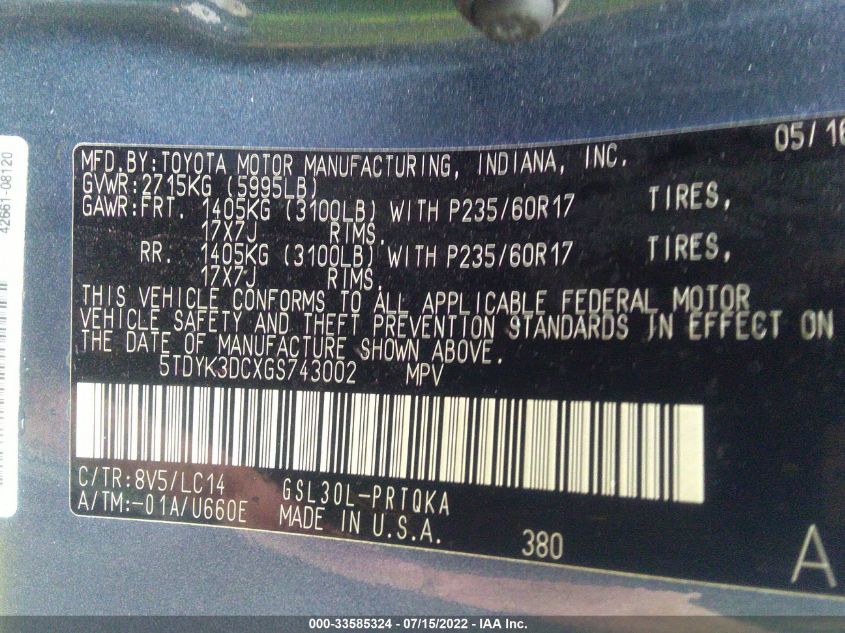 42661-08120
05/16
MFD.BY:TOYOTA MOTOR MANUFACTURING, INDIANA, INC.
GVWR:2715KG (5995LB)
GAWR:FRT. 1405KG (3100LB) WITH P235/60R17 TIRES,
17X7J RIMS.
RR. 1405KG (3100LB) WITH P235/60R17 TIRES,
17X7J RIMS.
THIS VEHICLE CONFORMS TO ALL APPLICABLE FEDERAL MOTOR
VEHICLE SAFETY AND THEFT PREVENTION STANDARDS IN EFFECT ON
THE DATE OF MANUFACTURE SHOWN ABOVE.
5TDYK3DCXGS743002 MPV
C/TR:8V5/LC14 GSL30L-PRTQKA
A/TM:-01A/U660E MADE IN U.S.A.
380
A
000-33585324 - 07/15/2022 - IAA Inc.